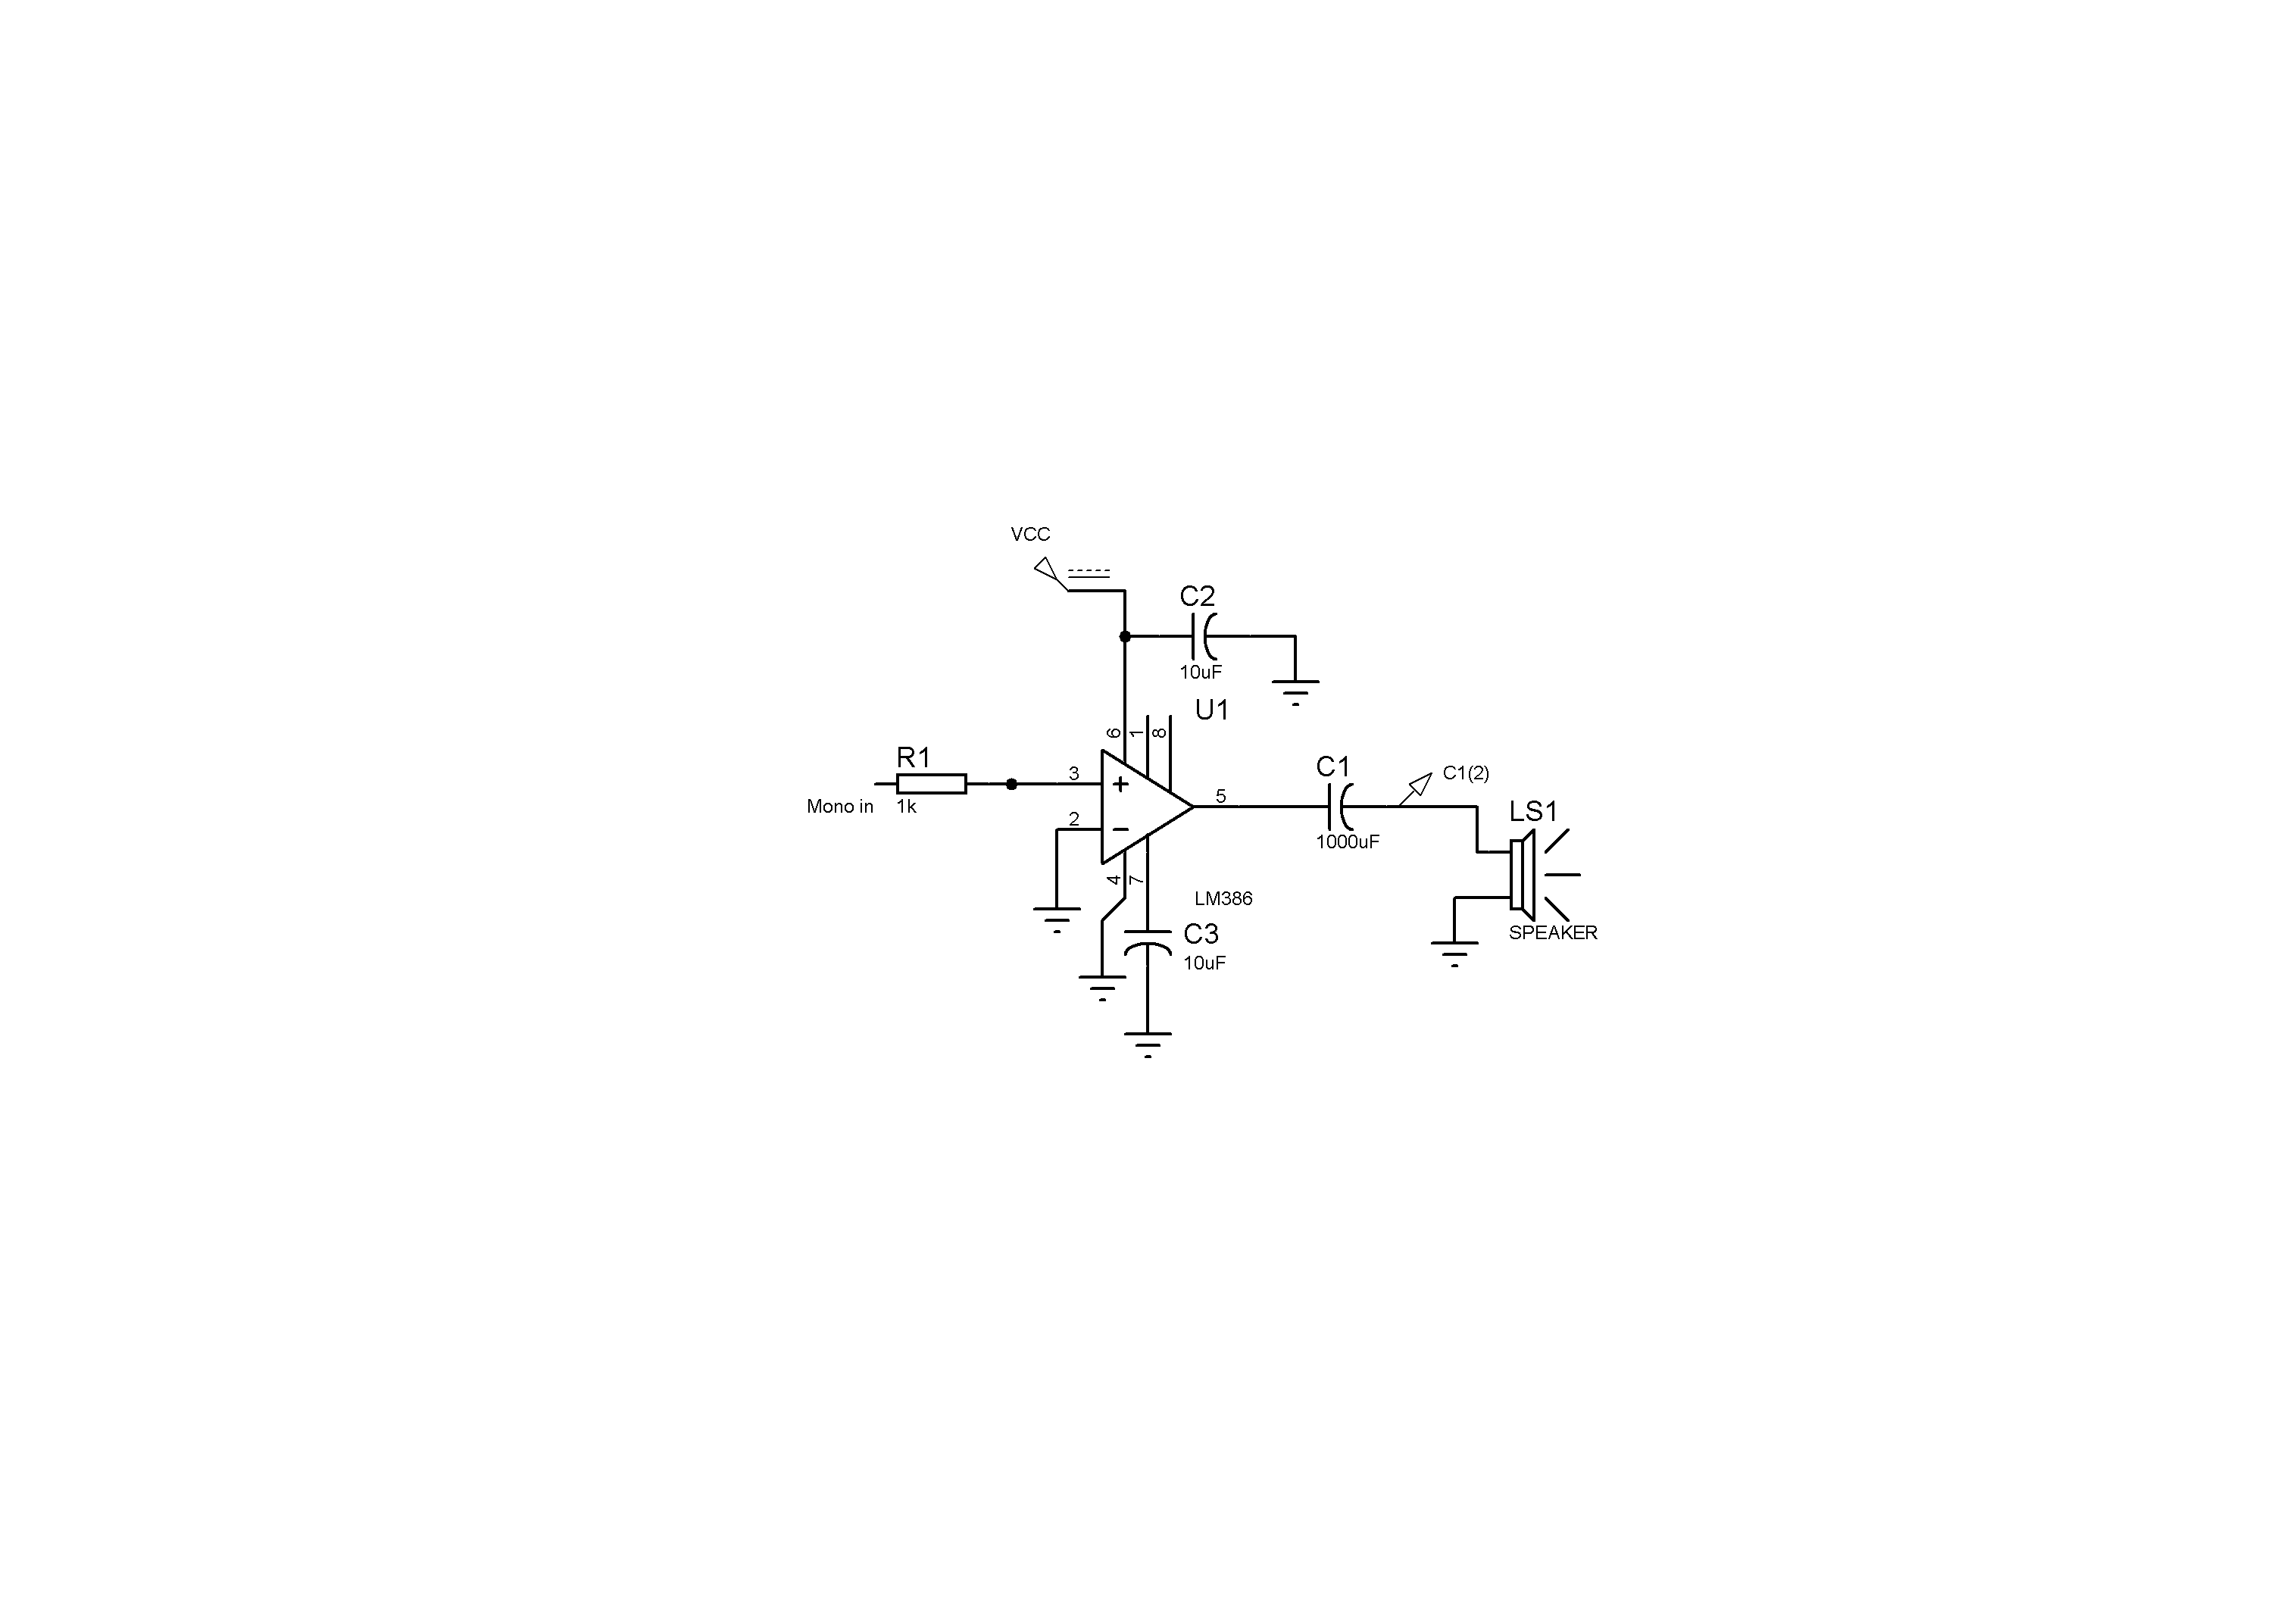 VCC
C2
10uF
U1
6
1
8
R1
Mono in
1k
3
+
2
−
5
C1
1000uF
C1(2)
LS1
SPEAKER
4
7
LM386
C3
10uF